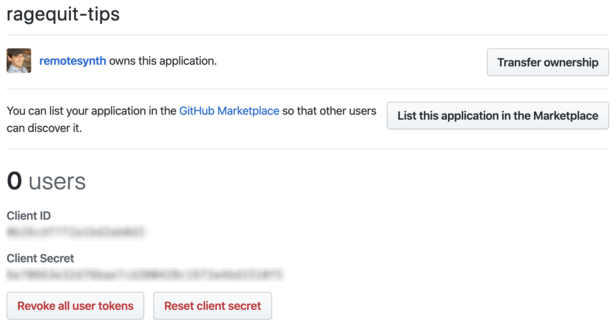 ragequit-tips
remotesynth owns this application.
Transfer ownership
You can list your application in the GitHub Marketplace so that other users
can discover it.
List this application in the Marketplace
0 users
Client ID
Client Secret
Revoke all user tokens
Reset client secret